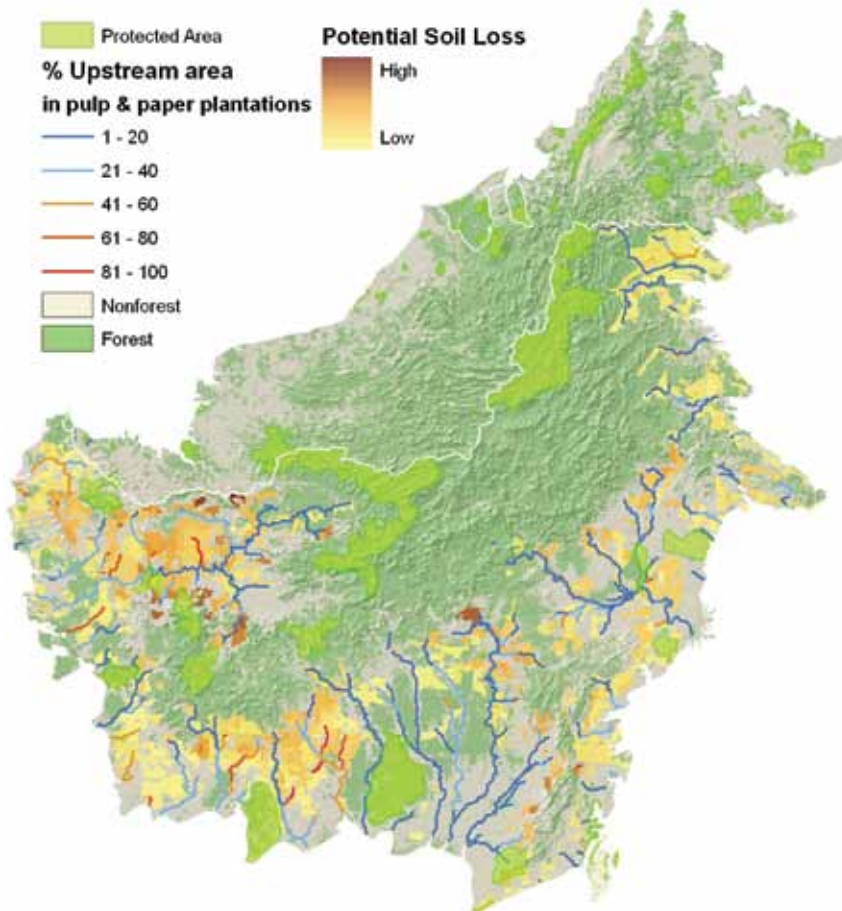 Protected Area
% Upstream area
in pulp & paper plantations
1 - 20
21 - 40
41 - 60
61 - 80
81 - 100
Nonforest
Forest
Potential Soil Loss
High
Low